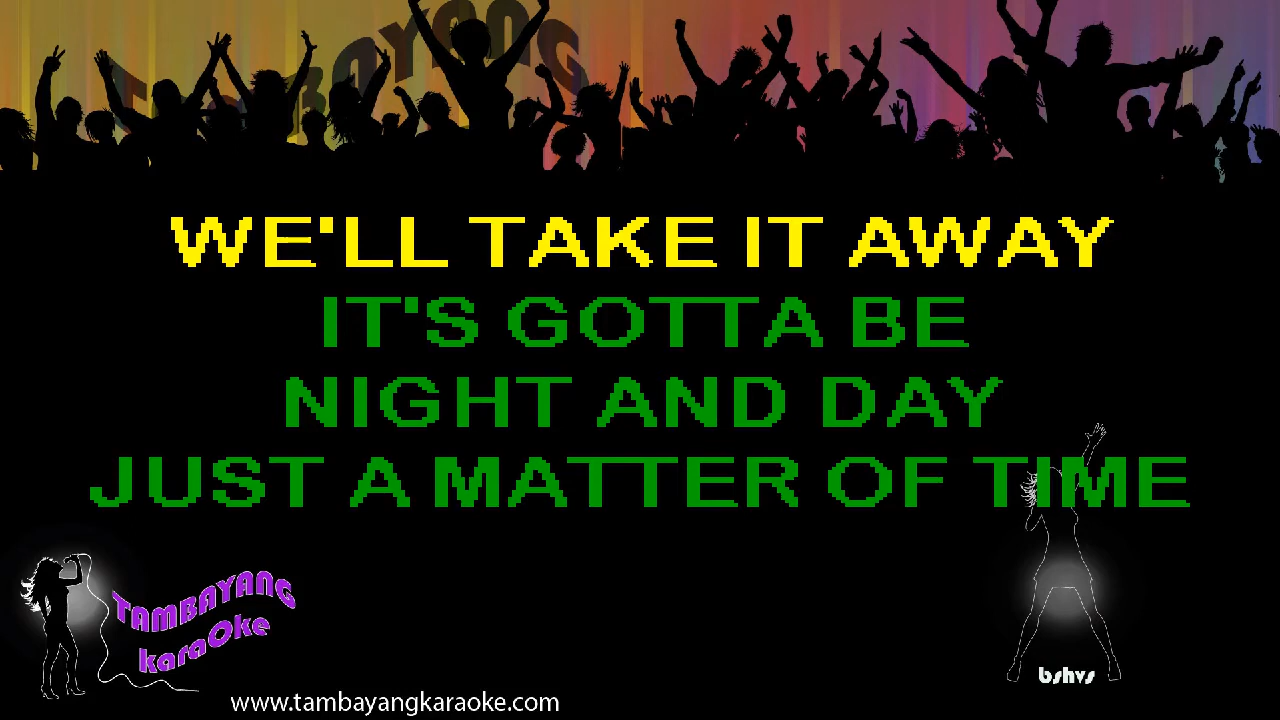 TAMBAYANG
WE'LL TAKE IT AWAY
IT'S GOTTA BE
NIGHT AND DAY
JUST A MATTER OF TIME
TAMBAYANG
karaOke
bshvs
www.tambayangkaraoke.com